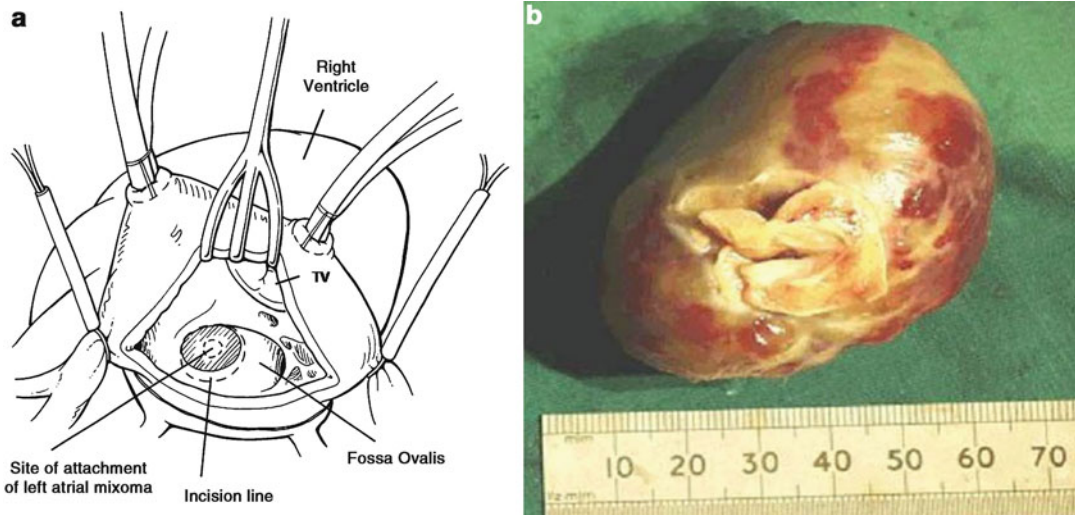 a
Right
Ventricle
TV
Fossa Ovalis
Site of attachment
of left atrial mixoma
Incision line
b
mm
10 20 30 40 50 60 70